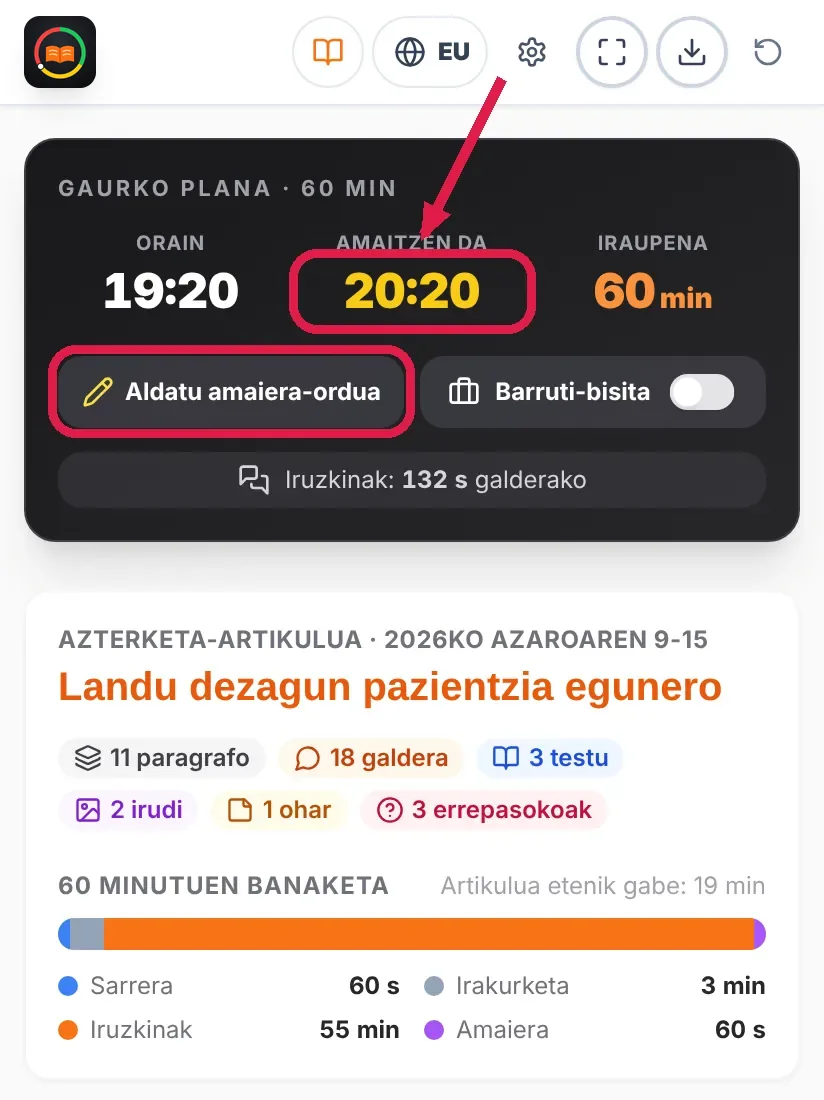 EU
GAURKO PLANA · 60 MIN
ORAIN
AMAITZEN DA
IRAUPENA
19:20
20:20
60 min
Aldatu amaiera-ordua
Barruti-bisita
Iruzkinak: 132 s galderako
AZTERKETA-ARTIKULUA · 2026KO AZAROAREN 9-15
Landu dezagun pazientzia egunero
11 paragrafo
18 galdera
3 testu
2 irudi
1 ohar
3 errepasokoak
60 MINUTUEN BANAKETA
Artikulua etenik gabe: 19 min
Sarrera 60 s
Irakurketa 3 min
Iruzkinak 55 min
Amaiera 60 s